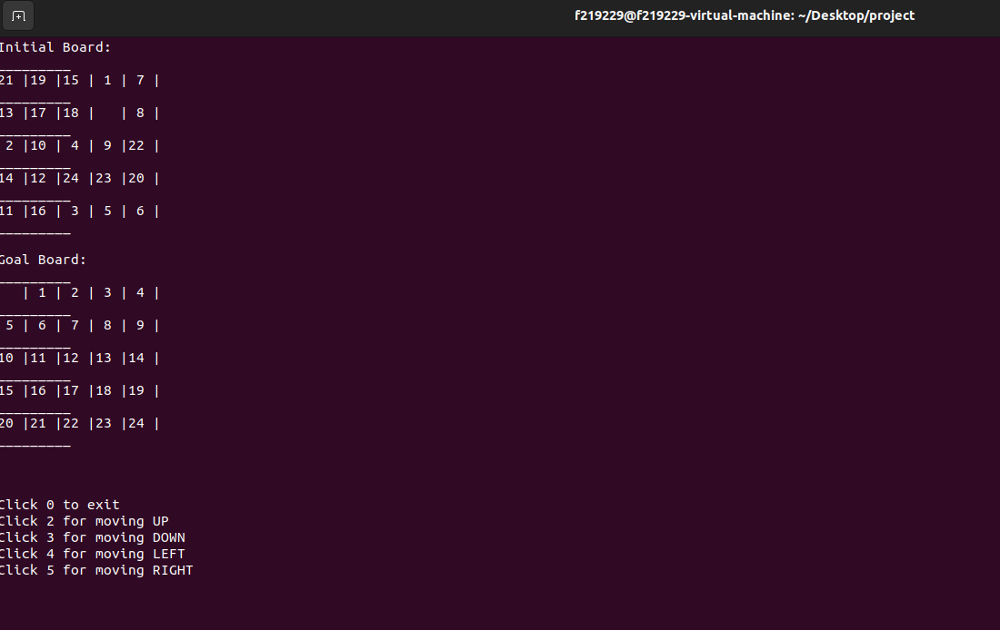 f219229@f219229-virtual-machine: ~/Desktop/project
Initial Board:
_________
21 |19 |15 | 1 | 7 |
_________
13 |17 |18 |   | 8 |
_________
 2 |10 | 4 | 9 |22 |
_________
14 |12 |24 |23 |20 |
_________
11 |16 | 3 | 5 | 6 |
_________
Goal Board:
_________
   | 1 | 2 | 3 | 4 |
_________
 5 | 6 | 7 | 8 | 9 |
_________
10 |11 |12 |13 |14 |
_________
15 |16 |17 |18 |19 |
_________
20 |21 |22 |23 |24 |
_________
Click 0 to exit
Click 2 for moving UP
Click 3 for moving DOWN
Click 4 for moving LEFT
Click 5 for moving RIGHT